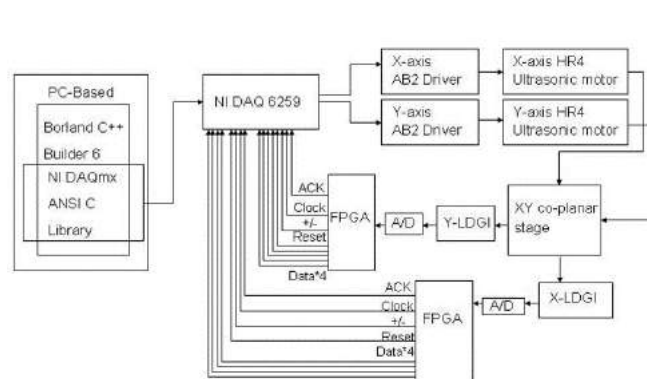 PC-Based
Borland C++
Builder 6
NI DAQmx
ANSI C
Library
NI DAQ 6259
X-axis
AB2 Driver
X-axis HR4
Ultrasonic motor
Y-axis
AB2 Driver
Y-axis HR4
Ultrasonic motor
ACK
Clock
+/-
Reset
Data*4
FPGA
A/D
Y-LDGI
XY co-planar
stage
ACK
Clock
+/-
Reset
Data*4
FPGA
A/D
X-LDGI